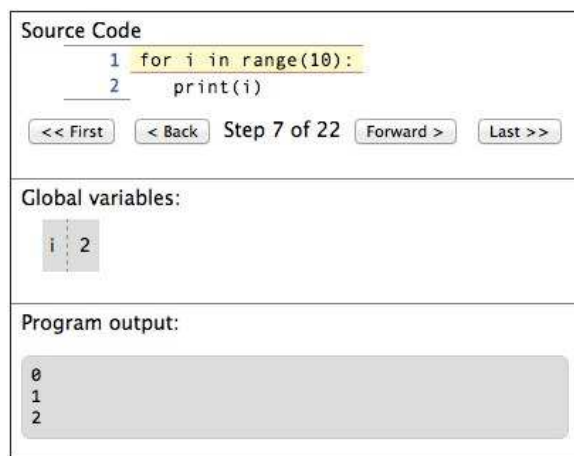 Source Code
1 for i in range(10):
2 print(i)
<< First < Back Step 7 of 22 Forward > Last >>
Global variables:
i 2
Program output:
0
1
2